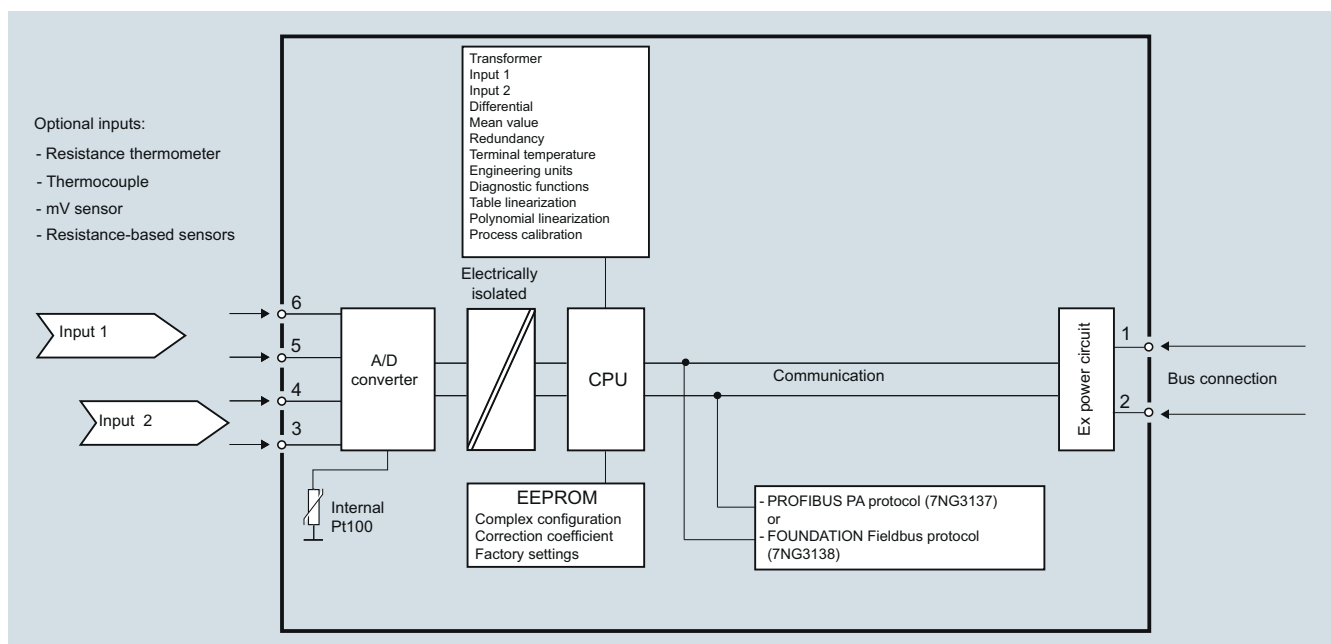 Optional inputs:
- Resistance thermometer
- Thermocouple
- mV sensor
- Resistance-based sensors
Transformer
Input 1
Input 2
Differential
Mean value
Redundancy
Terminal temperature
Engineering units
Diagnostic functions
Table linearization
Polynomial linearization
Process calibration
Electrically
isolated
Input 1
Input 2
6
5
4
3
A/D
converter
CPU
Communication
Ex power circuit
1
2
Bus connection
Internal
Pt100
EEPROM
Complex configuration
Correction coefficient
Factory settings
- PROFIBUS PA protocol (7NG3137)
or
- FOUNDATION Fieldbus protocol
(7NG3138)